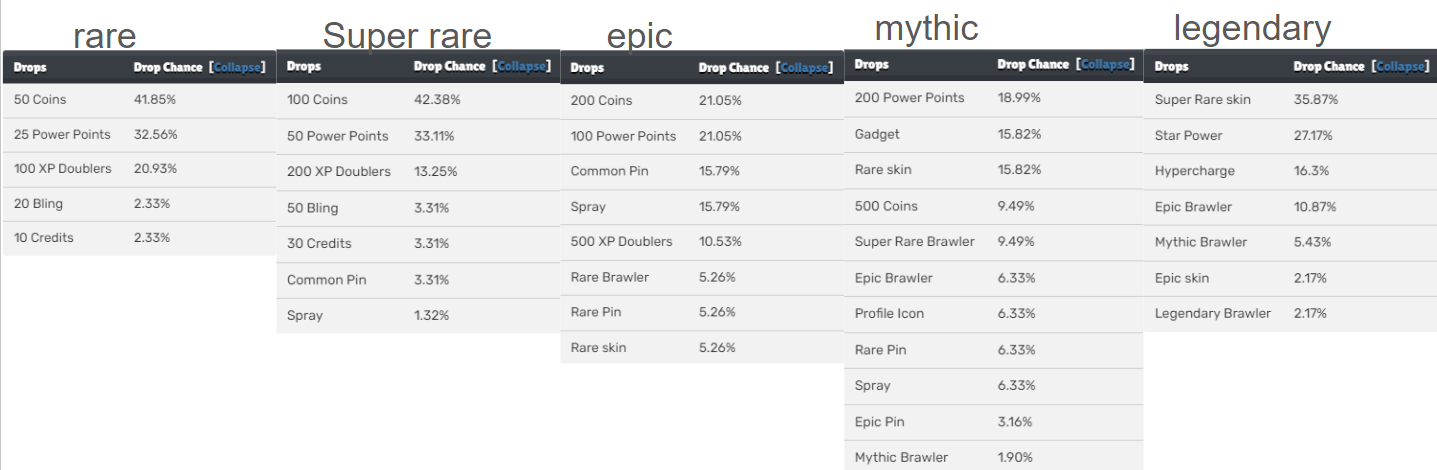 rare
Drops Drop Chance [Collapse]
50 Coins 41.85%
25 Power Points 32.56%
100 XP Doublers 20.93%
20 Bling 2.33%
10 Credits 2.33%
Super rare
Drops Drop Chance [Collapse]
100 Coins 42.38%
50 Power Points 33.11%
200 XP Doublers 13.25%
50 Bling 3.31%
30 Credits 3.31%
Common Pin 3.31%
Spray 1.32%
epic
Drops Drop Chance [Collapse]
200 Coins 21.05%
100 Power Points 21.05%
Common Pin 15.79%
Spray 15.79%
500 XP Doublers 10.53%
Rare Brawler 5.26%
Rare Pin 5.26%
Rare skin 5.26%
mythic
Drops Drop Chance [Collapse]
200 Power Points 18.99%
Gadget 15.82%
Rare skin 15.82%
500 Coins 9.49%
Super Rare Brawler 9.49%
Epic Brawler 6.33%
Profile Icon 6.33%
Rare Pin 6.33%
Spray 6.33%
Epic Pin 3.16%
Mythic Brawler 1.90%
legendary
Drops Drop Chance [Collapse]
Super Rare skin 35.87%
Star Power 27.17%
Hypercharge 16.3%
Epic Brawler 10.87%
Mythic Brawler 5.43%
Epic skin 2.17%
Legendary Brawler 2.17%